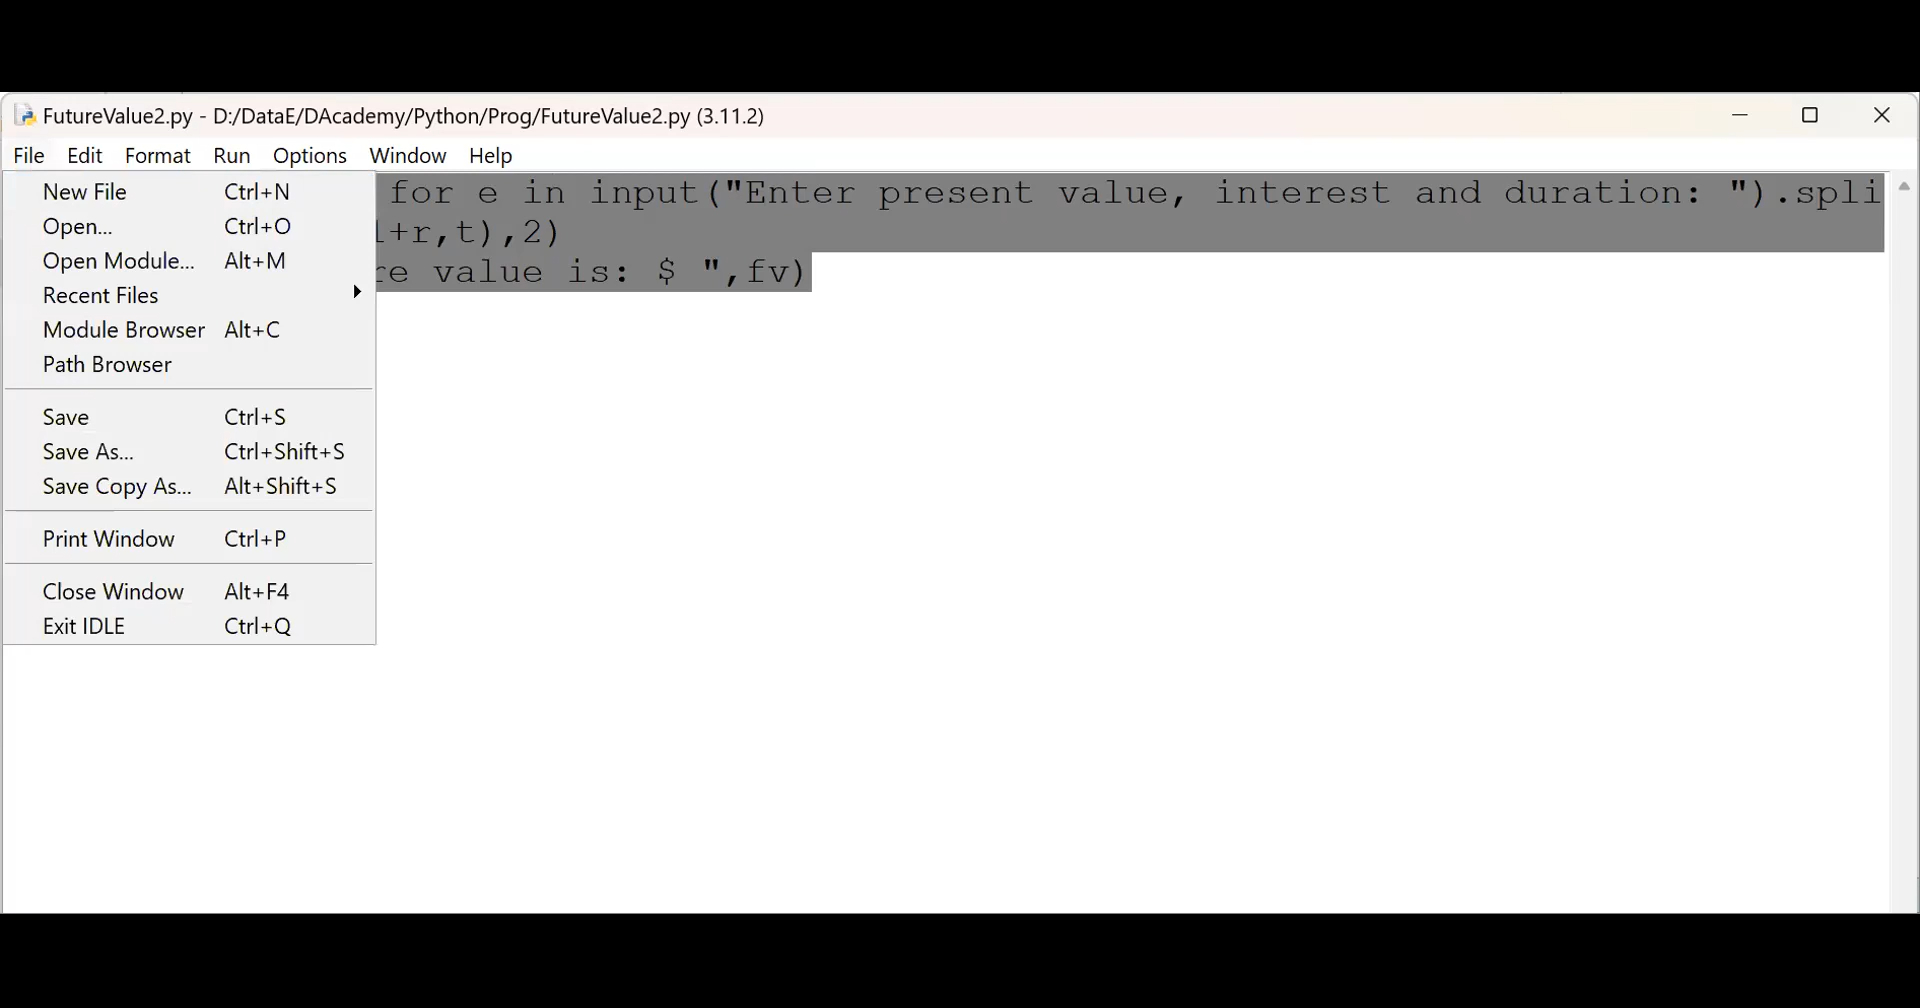 FutureValue2.py - D:/DataE/DAcademy/Python/Prog/FutureValue2.py (3.11.2)
File Edit Format Run Options Window Help
New File Ctrl+N
Open... Ctrl+O
Open Module... Alt+M
Recent Files
Module Browser Alt+C
Path Browser
Save Ctrl+S
Save As... Ctrl+Shift+S
Save Copy As... Alt+Shift+S
Print Window Ctrl+P
Close Window Alt+F4
Exit IDLE Ctrl+Q
for e in input("Enter present value, interest and duration: ").spli
+r,t),2)
re value is: $ ",fv)